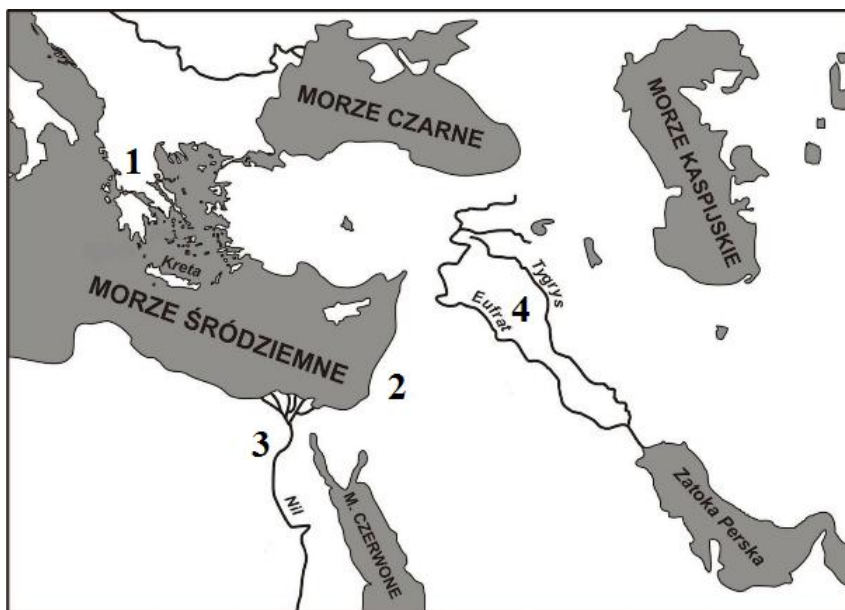 MORZE CZARNE
MORZE KASPIJSKIE
1
Kreta
Tygrys
Eufrat
4
MORZE ŚRÓDZIEMNE
2
3
Nil
M. CZERWONE
Zatoka Perska